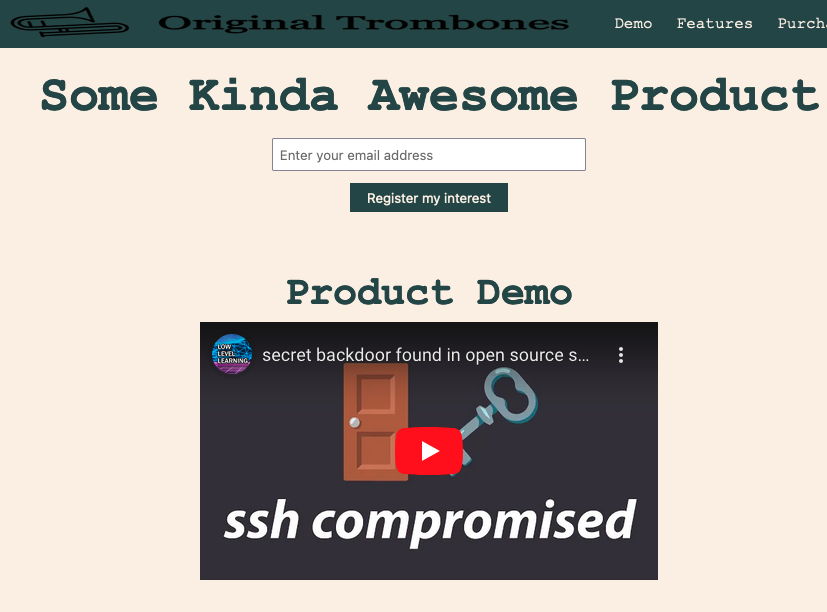 Original Trombones
Demo Features Purcha
Some Kinda Awesome Product
Enter your email address
Register my interest
Product Demo
LOW
LEVEL
LEARNING
secret backdoor found in open source s...
ssh compromised